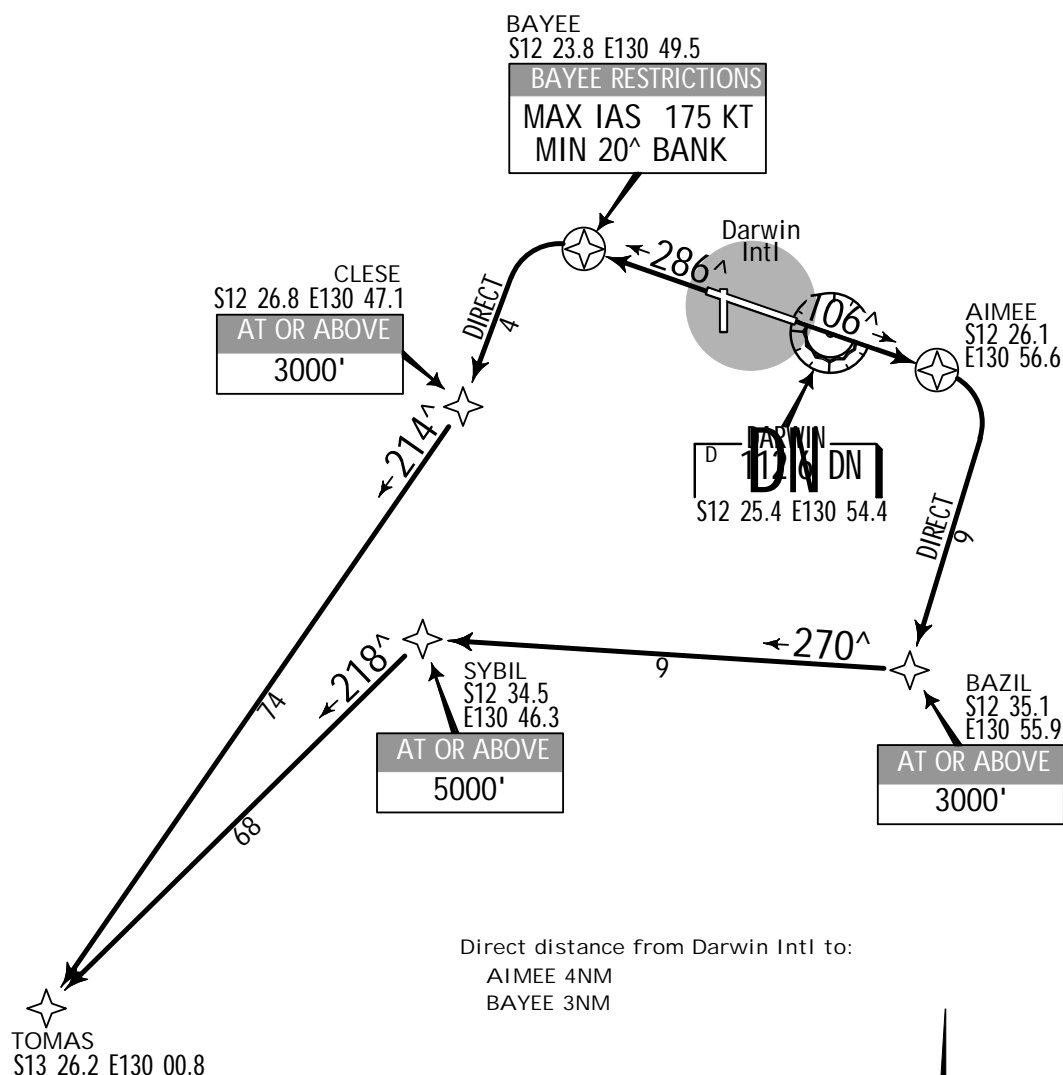 BAYEE
S12 23.8 E130 49.5
BAYEE RESTRICTIONS
MAX IAS 175 KT
MIN 20^ BANK
Darwin
Intl
286^
106^
CLESE
S12 26.8 E130 47.1
AT OR ABOVE
3000'
DIRECT
4
AIMEE
S12 26.1
E130 56.6
214^
D
DARWIN
DN
DN
S12 25.4 E130 54.4
DIRECT
9
270^
9
218^
SYBIL
S12 34.5
E130 46.3
AT OR ABOVE
5000'
BAZIL
S12 35.1
E130 55.9
AT OR ABOVE
3000'
74
68
Direct distance from Darwin Intl to:
AIMEE 4NM
BAYEE 3NM
TOMAS
S13 26.2 E130 00.8